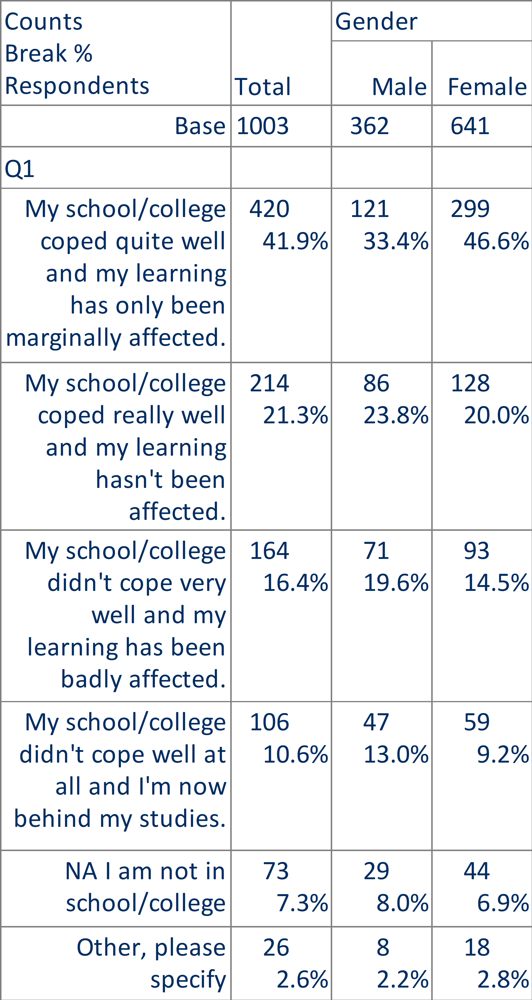 Counts
Break %
Respondents
Total
Gender
Male Female
Base 1003 362 641
Q1
My school/college 420 121 299
coped quite well 41.9% 33.4% 46.6%
and my learning
has only been
marginally affected.
My school/college 214 86 128
coped really well 21.3% 23.8% 20.0%
and my learning
hasn't been
affected.
My school/college 164 71 93
didn't cope very 16.4% 19.6% 14.5%
well and my
learning has been
badly affected.
My school/college 106 47 59
didn't cope well at 10.6% 13.0% 9.2%
all and I'm now
behind my studies.
NA I am not in 73 29 44
school/college 7.3% 8.0% 6.9%
Other, please 26 8 18
specify 2.6% 2.2% 2.8%